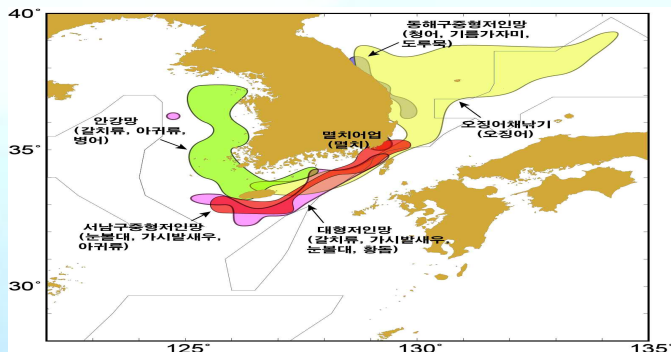 40°
동해구중형저인망
(청어, 기름가자미,
도루묵)
안강망
(갈치류, 아귀류,
병어)
오징어채낚기
(오징어)
멸치어업
(멸치)
35°
서남구중형저인망
(눈볼대, 가시발새우,
아귀류)
대형저인망
(갈치류, 가시발새우,
눈볼대, 황돔)
30°
125°
130°
135°